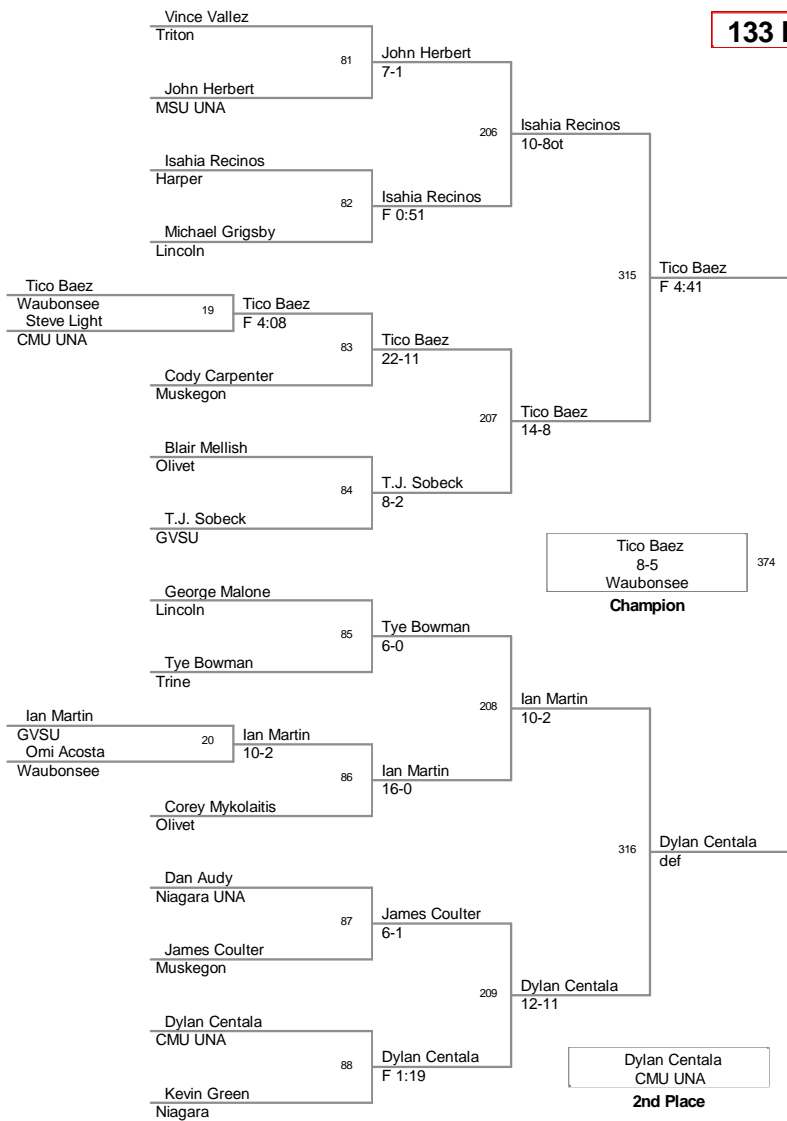 Vince Vallez
Triton
133 
81
John Herbert
7-1
John Herbert
MSU UNA
206
Isahia Recinos
10-8ot
Isahia Recinos
Harper
82
Isahia Recinos
F 0:51
Michael Grigsby
Lincoln
315
Tico Baez
F 4:41
Tico Baez
Waubonsee
19
Tico Baez
F 4:08
Steve Light
CMU UNA
83
Tico Baez
22-11
Cody Carpenter
Muskegon
207
Tico Baez
14-8
Blair Mellish
Olivet
84
T.J. Sobeck
8-2
T.J. Sobeck
GVSU
Tico Baez
8-5
Waubonsee
374
Champion
George Malone
Lincoln
85
Tye Bowman
6-0
Tye Bowman
Trine
208
Ian Martin
10-2
Ian Martin
GVSU
20
Ian Martin
10-2
Omi Acosta
Waubonsee
86
Ian Martin
16-0
Corey Mykolaitis
Olivet
316
Dylan Centala
def
Dan Audy
Niagara UNA
87
James Coulter
6-1
James Coulter
Muskegon
209
Dylan Centala
12-11
Dylan Centala
CMU UNA
88
Dylan Centala
F 1:19
Kevin Green
Niagara
Dylan Centala
CMU UNA
2nd Place